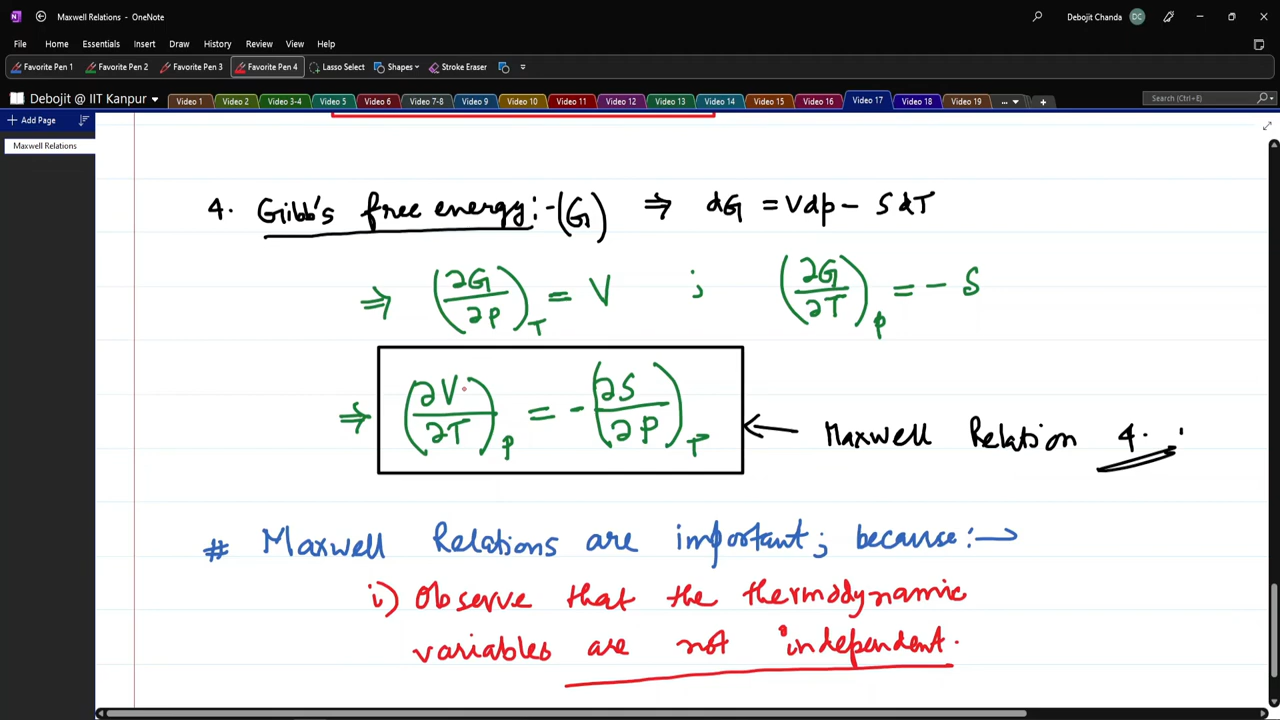 Maxwell Relations - OneNote
Debojit Chanda DC
File Home Essentials Insert Draw History Review View Help
Favorite Pen 1 Favorite Pen 2 Favorite Pen 3 Favorite Pen 4 Lasso Select Shapes Stroke Eraser
Debojit @ IIT Kanpur Video 1 Video 2 Video 3-4 Video 5 Video 6 Video 7-8 Video 9 Video 10 Video 11 Video 12 Video 13 Video 14 Video 15 Video 16 Video 17 Video 18 Video 19 ... + Search (Ctrl+E)
+ Add Page
Maxwell Relations
4. Gibb's free energy:-(G) ⇒ dG = Vdp - SdT
⇒ (∂G/∂P)_T = V ; (∂G/∂T)_P = - S
⇒ (∂V/∂T)_P = -(∂S/∂P)_T ← Maxwell Relation 4.
# Maxwell Relations are important; because:→
i) Observe that the thermodynamic
variables are not independent.